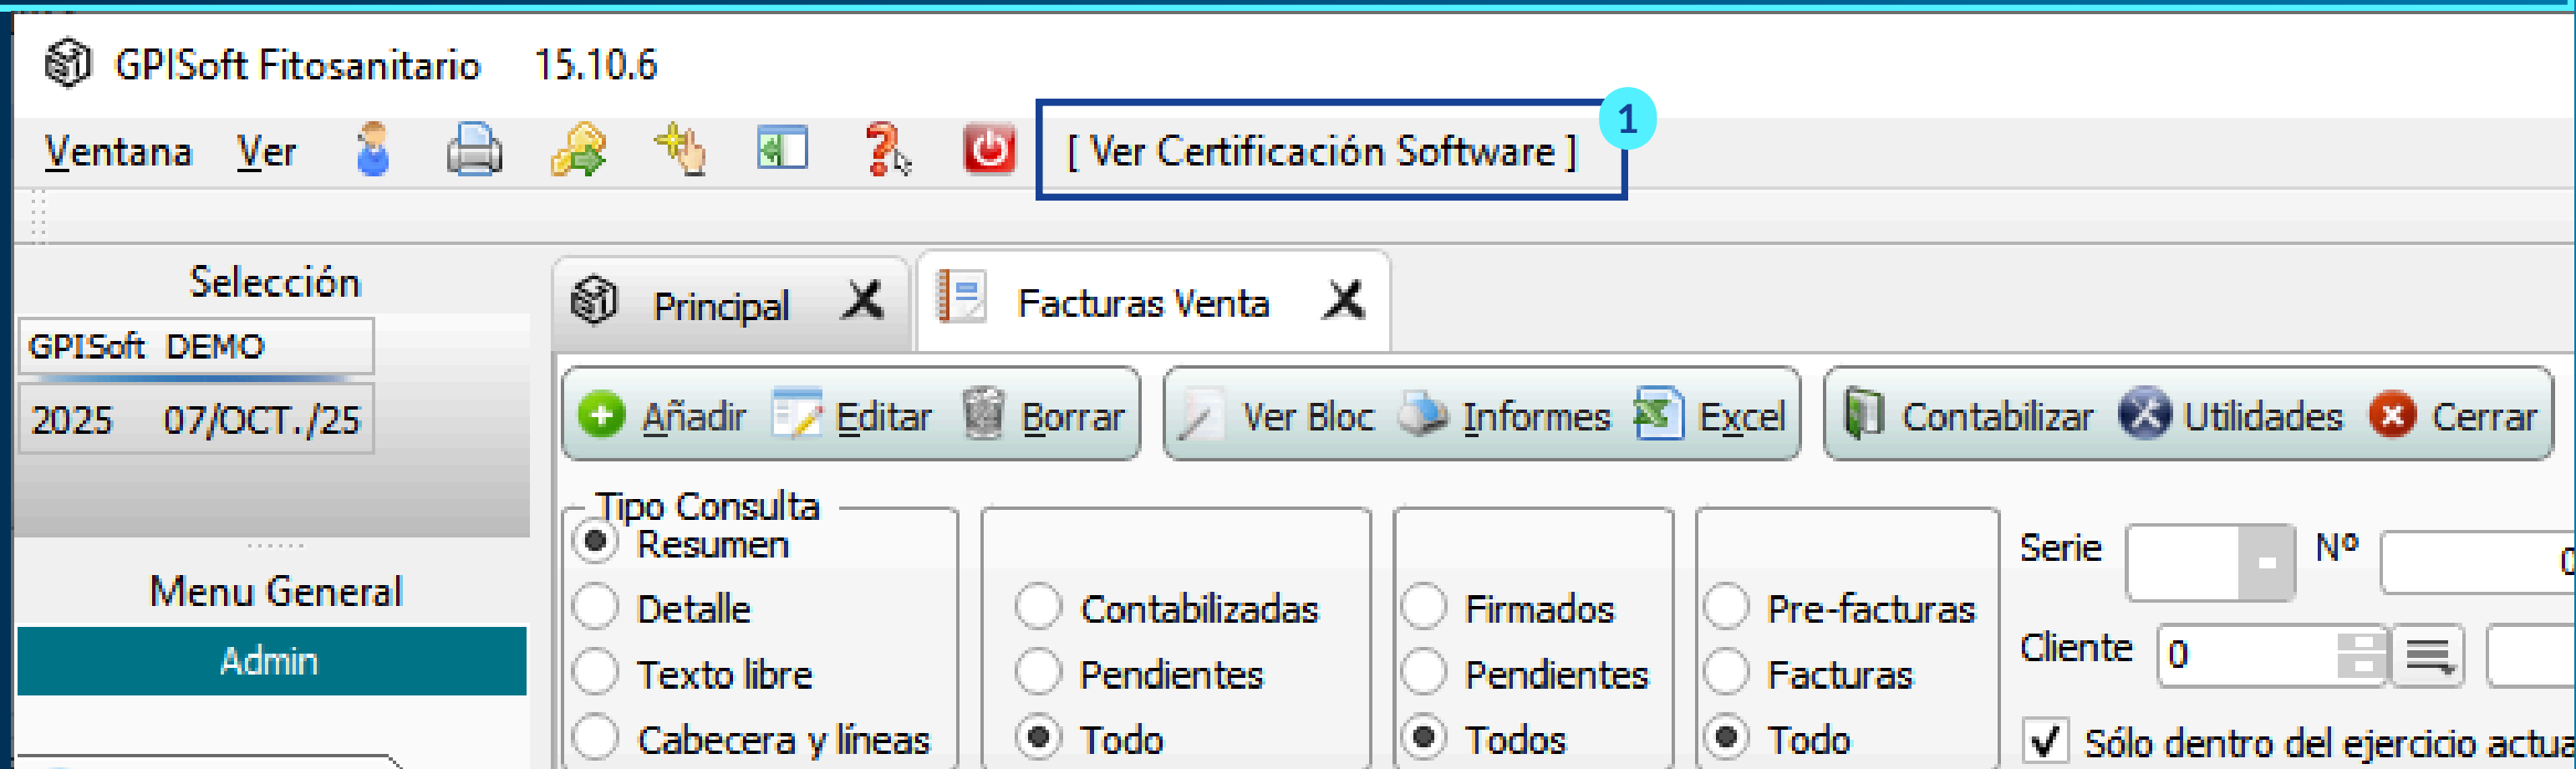 GPISoft Fitosanitario 15.10.6
Ventana Ver [ Ver Certificación Software ]
1
Selección
GPISoft DEMO
2025 07/OCT./25
Menu General
Admin
Principal Facturas Venta
Añadir Editar Borrar Ver Bloc Informes Excel Contabilizar Utilidades Cerrar
Tipo Consulta
Resumen
Detalle
Texto libre
Cabecera y líneas
Contabilizadas
Pendientes
Todo
Firmados
Pendientes
Todos
Pre-facturas
Facturas
Todo
Serie Nº 0
Cliente 0
Sólo dentro del ejercicio actua